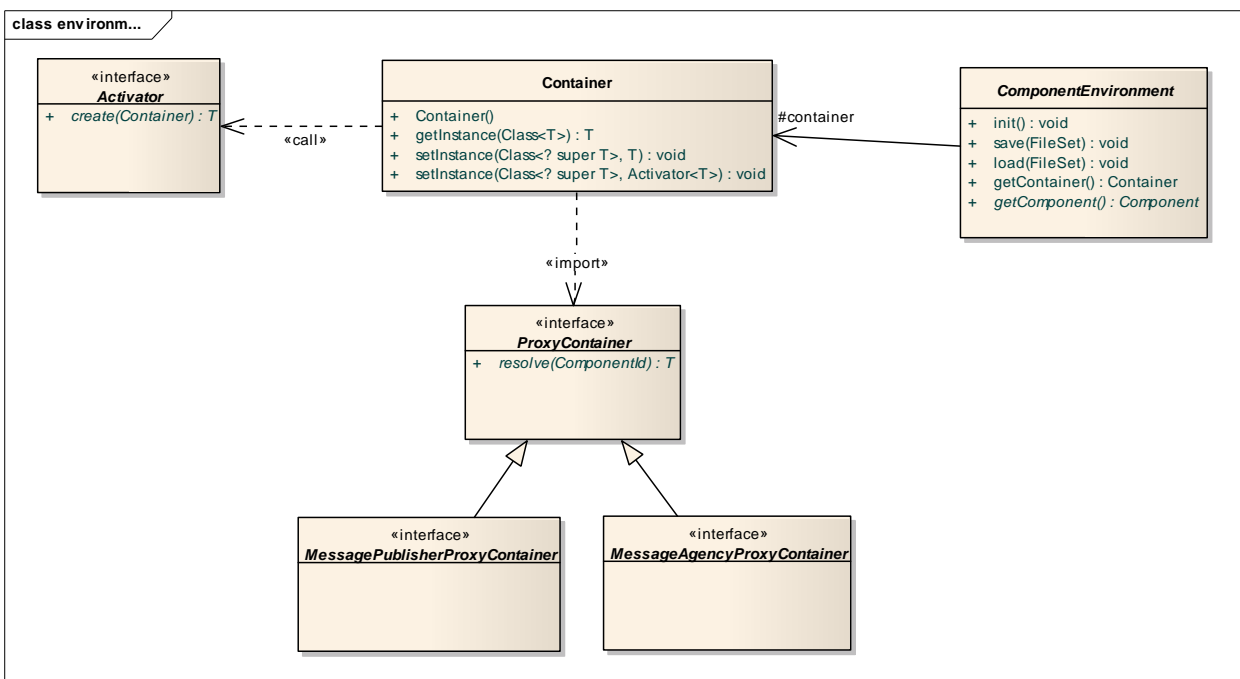 class environm...
«interface»
Activator
+ create(Container) : T
«call»
Container
+ Container()
+ getInstance(Class<T>) : T
+ setInstance(Class<? super T>, T) : void
+ setInstance(Class<? super T>, Activator<T>) : void
#container
ComponentEnvironment
+ init() : void
+ save(FileSet) : void
+ load(FileSet) : void
+ getContainer() : Container
+ getComponent() : Component
«import»
«interface»
ProxyContainer
+ resolve(ComponentId) : T
«interface»
MessagePublisherProxyContainer
«interface»
MessageAgencyProxyContainer